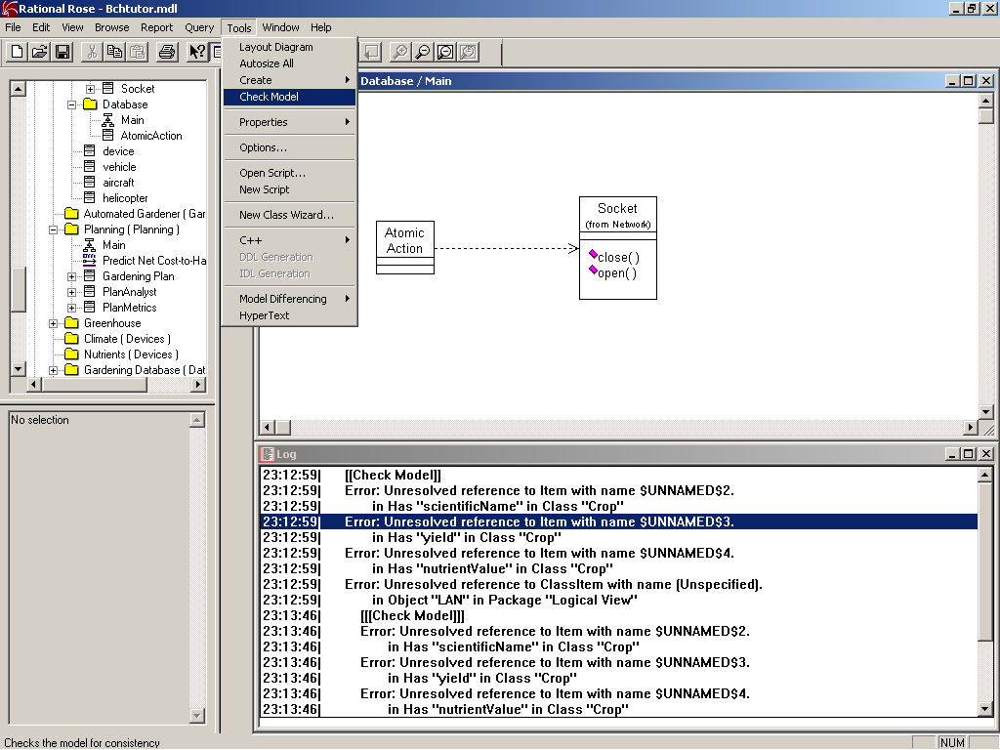 Rational Rose - Bchtutor.mdl
File Edit View Browse Report Query Tools Window Help
Layout Diagram
Autosize All
Create
Check Model
Properties
Options...
Open Script...
New Script
New Class Wizard...
C++
DDL Generation
IDL Generation
Model Differencing
HyperText
Socket
Database
Main
AtomicAction
device
vehicle
aircraft
helicopter
Automated Gardener ( Gar
Planning ( Planning )
Main
Predict Net Cost-to-Ha
Gardening Plan
PlanAnalyst
PlanMetrics
Greenhouse
Climate ( Devices )
Nutrients ( Devices )
Gardening Database ( Dat
No selection
Database / Main
Atomic
Action
Socket
(from Network)
close( )
open( )
Log
23:12:59| [[Check Model]]
23:12:59| Error: Unresolved reference to Item with name $UNNAMED$2.
23:12:59| in Has "scientificName" in Class "Crop"
23:12:59| Error: Unresolved reference to Item with name $UNNAMED$3.
23:12:59| in Has "yield" in Class "Crop"
23:12:59| Error: Unresolved reference to Item with name $UNNAMED$4.
23:12:59| in Has "nutrientValue" in Class "Crop"
23:12:59| Error: Unresolved reference to ClassItem with name (Unspecified).
23:12:59| in Object "LAN" in Package "Logical View"
23:13:46| [[[Check Model]]]
23:13:46| Error: Unresolved reference to Item with name $UNNAMED$2.
23:13:46| in Has "scientificName" in Class "Crop"
23:13:46| Error: Unresolved reference to Item with name $UNNAMED$3.
23:13:46| in Has "yield" in Class "Crop"
23:13:46| Error: Unresolved reference to Item with name $UNNAMED$4.
23:13:46| in Has "nutrientValue" in Class "Crop"
Checks the model for consistency
NUM